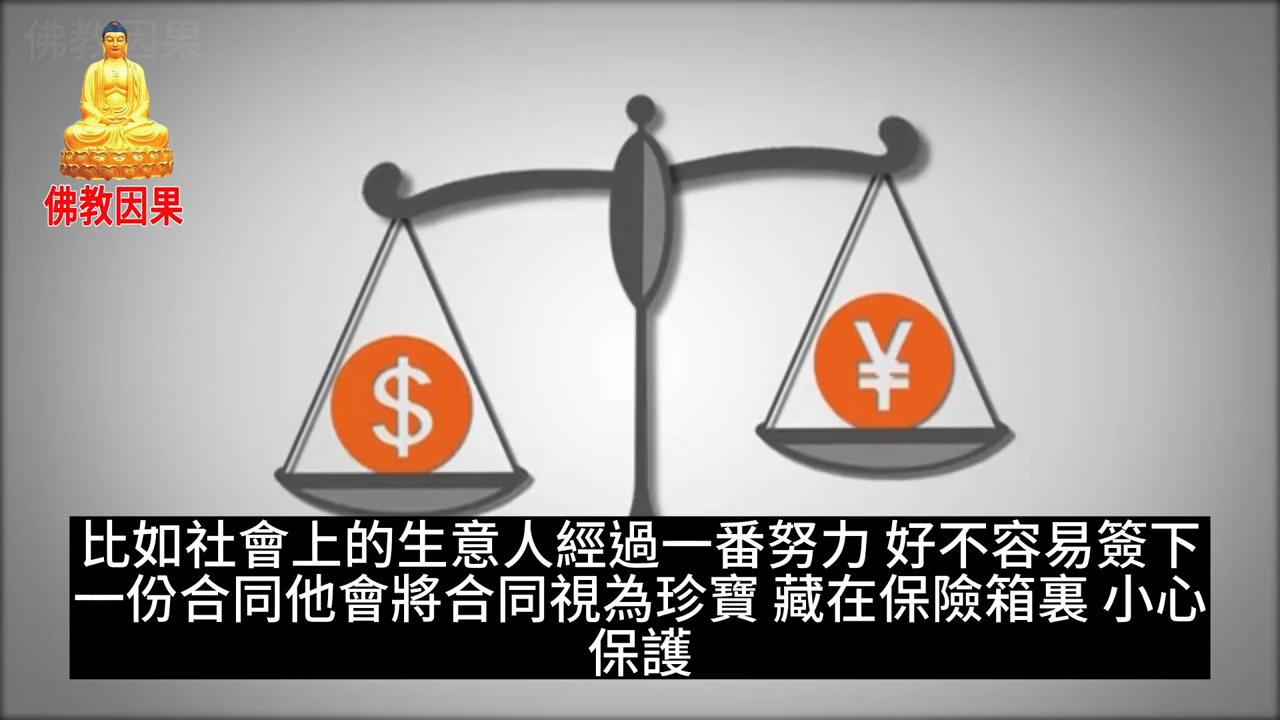 佛教因果
佛教因果
$
¥
比如社會上的生意人經過一番努力 好不容易簽下
一份合同他會將合同視為珍寶 藏在保險箱裏 小心
保護